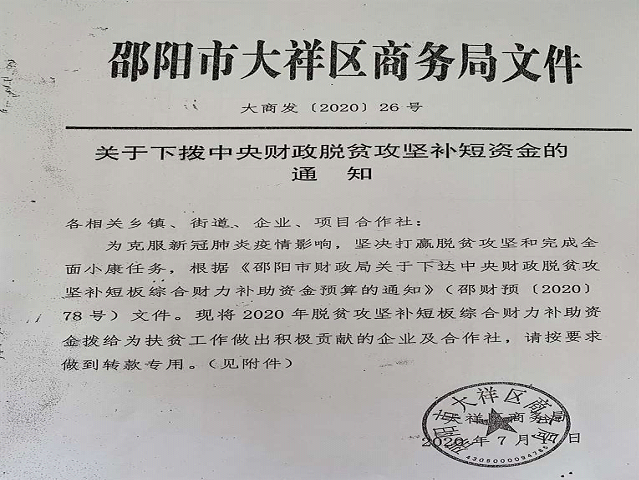 邵阳市大祥区商务局文件
大商发〔2020〕26号
关于下拨中央财政脱贫攻坚补短资金的
通 知
各相关乡镇、街道、企业、项目合作社:
为克服新冠肺炎疫情影响，坚决打赢脱贫攻坚和完成全
面小康任务，根据《邵阳市财政局关于下达中央财政脱贫攻
坚补短板综合财力补助资金预算的通知》(邵财预〔2020〕
78号)文件。现将2020年脱贫攻坚补短板综合财力补助资
金拨给为扶贫工作做出积极贡献的企业及合作社，请按要求
做到转款专用。(见附件)
邵阳市大祥区商务局
大祥区商务局
2020年7月 日